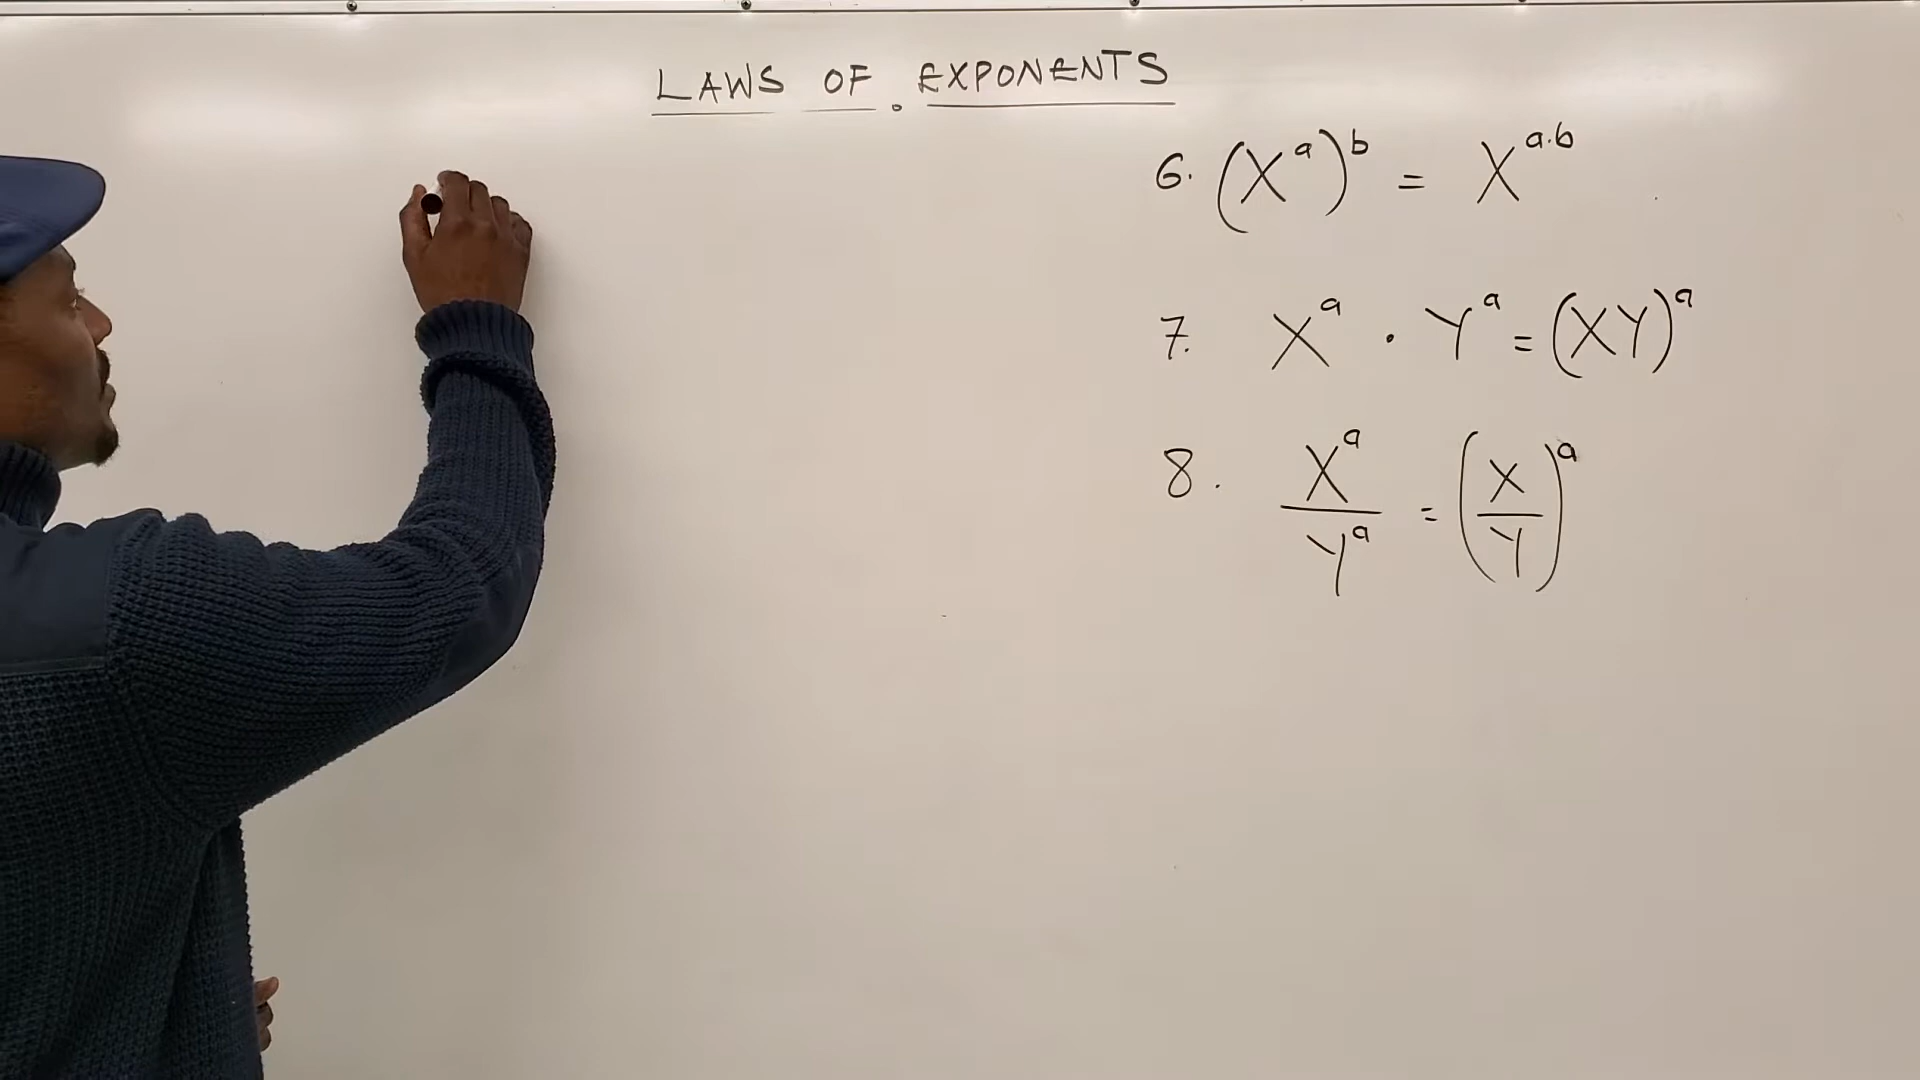 LAWS OF EXPONENTS
6. (X^a)^b = X^{a·b}
7. X^a · Y^a = (XY)^a
8. X^a / Y^a = (X / Y)^a